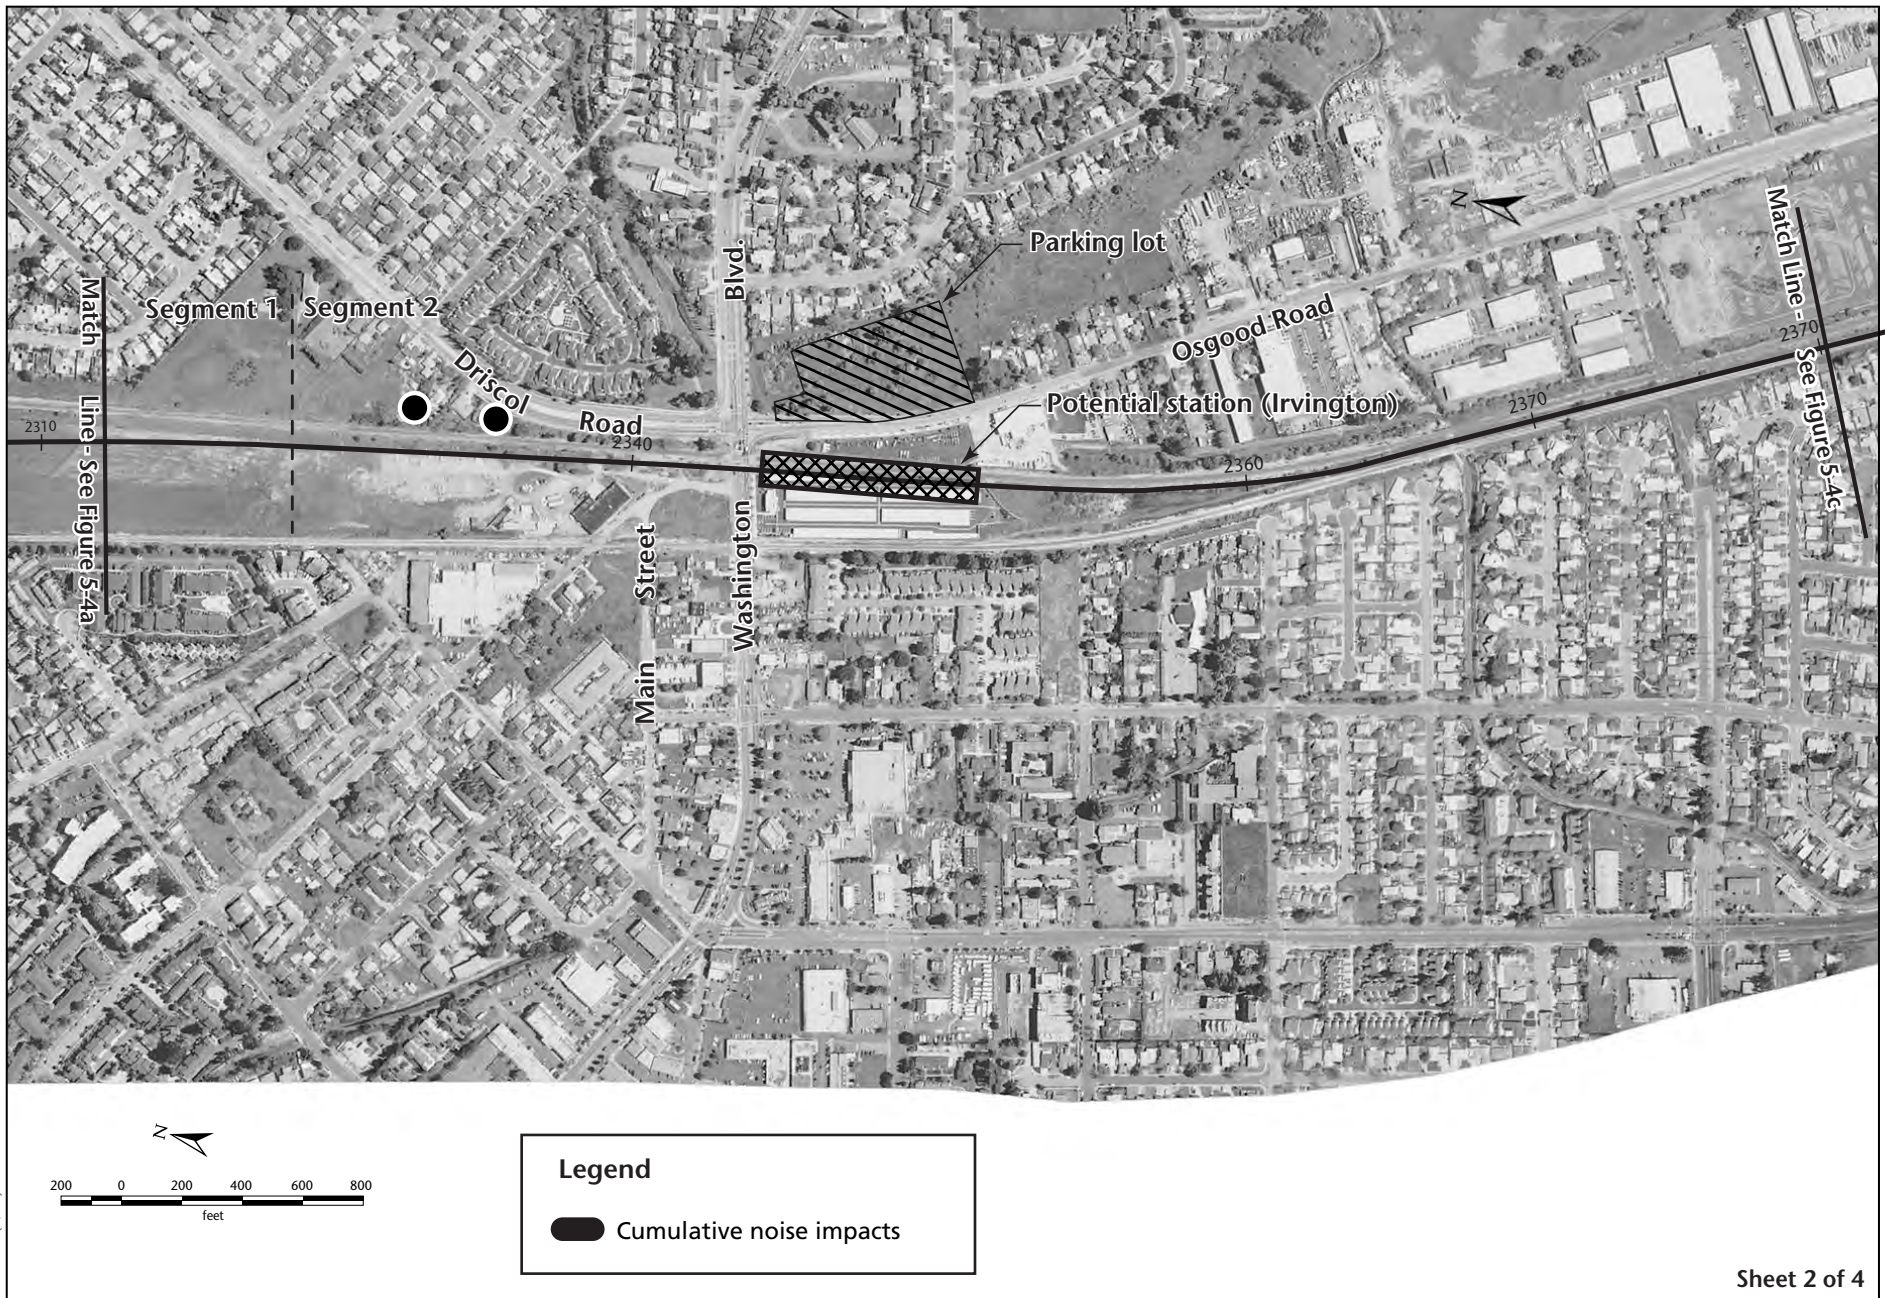 Parking lot
N
Blvd.
Match Line - See Figure 5-4c
Segment 1
Segment 2
Match Line - See Figure 5-4a
Osgood Road
2370
Driscol Road
Potential station (Irvington)
2370
2310
2340
2360
Main Street
Washington
N
200 0 200 400 600 800
feet
Legend
Cumulative noise impacts
Sheet 2 of 4